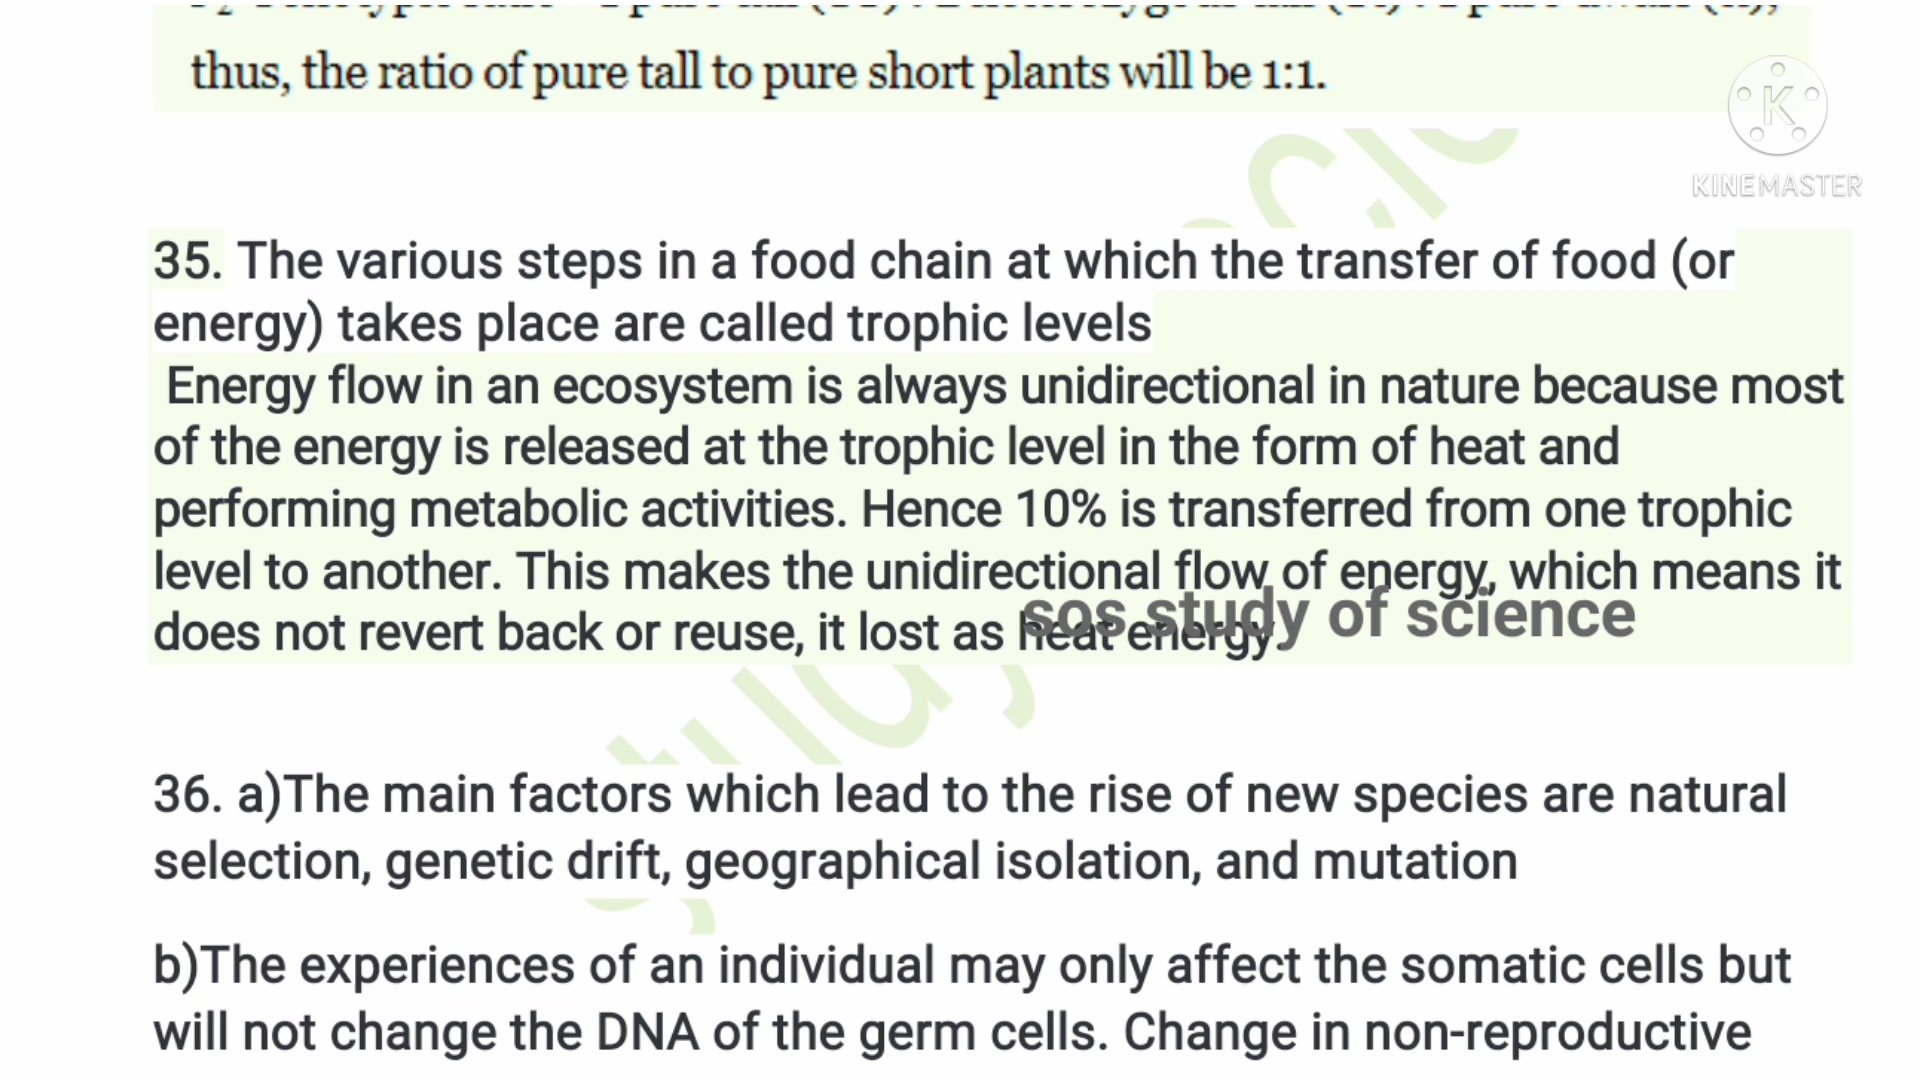 thus, the ratio of pure tall to pure short plants will be 1:1.
K
KINEMASTER
35. The various steps in a food chain at which the transfer of food (or
energy) takes place are called trophic levels
Energy flow in an ecosystem is always unidirectional in nature because most
of the energy is released at the trophic level in the form of heat and
performing metabolic activities. Hence 10% is transferred from one trophic
level to another. This makes the unidirectional flow of energy, which means it
does not revert back or reuse, it lost as heat energy.
sos study of science
36. a)The main factors which lead to the rise of new species are natural
selection, genetic drift, geographical isolation, and mutation
b)The experiences of an individual may only affect the somatic cells but
will not change the DNA of the germ cells. Change in non-reproductive